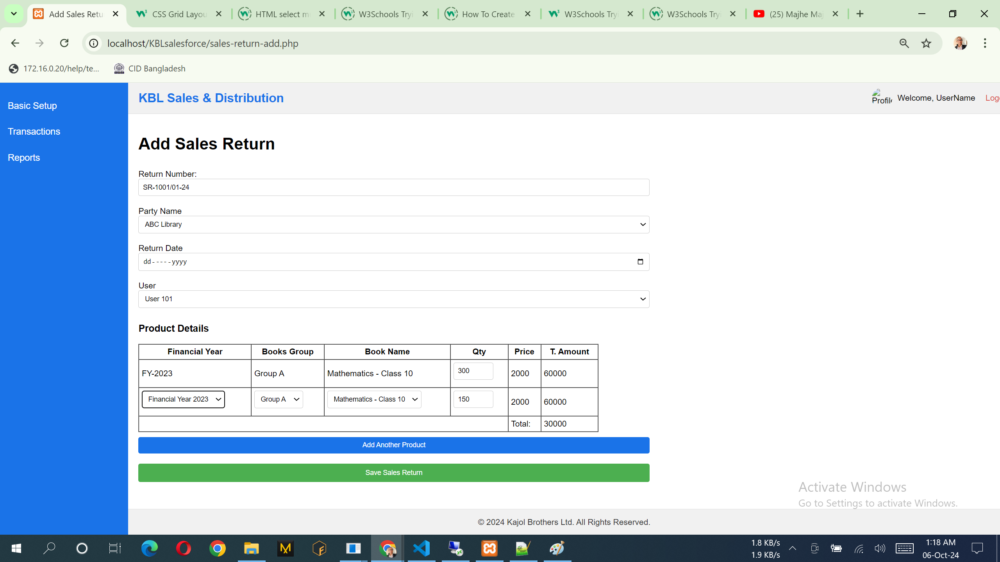 Add Sales Retu
CSS Grid Layou
HTML select m
W3Schools Tryi
How To Create
W3Schools Tryi
W3Schools Tryi
(25) Majhe Maj
localhost/KBLsalesforce/sales-return-add.php
172.16.0.20/help/te...
CID Bangladesh
KBL Sales & Distribution
Profile
Welcome, UserName
Logo
Basic Setup
Transactions
Reports
Add Sales Return
Return Number:
SR-1001/01-24
Party Name
ABC Library
Return Date
dd-----yyyy
User
User 101
Product Details
Financial Year Books Group Book Name Qty Price T. Amount
FY-2023 Group A Mathematics - Class 10 300 2000 60000
Financial Year 2023 Group A Mathematics - Class 10 150 2000 60000
Total: 30000
Add Another Product
Save Sales Return
Activate Windows
Go to Settings to activate Windows.
© 2024 Kajol Brothers Ltd. All Rights Reserved.
1.8 KB/s
1.9 KB/s
1:18 AM
06-Oct-24